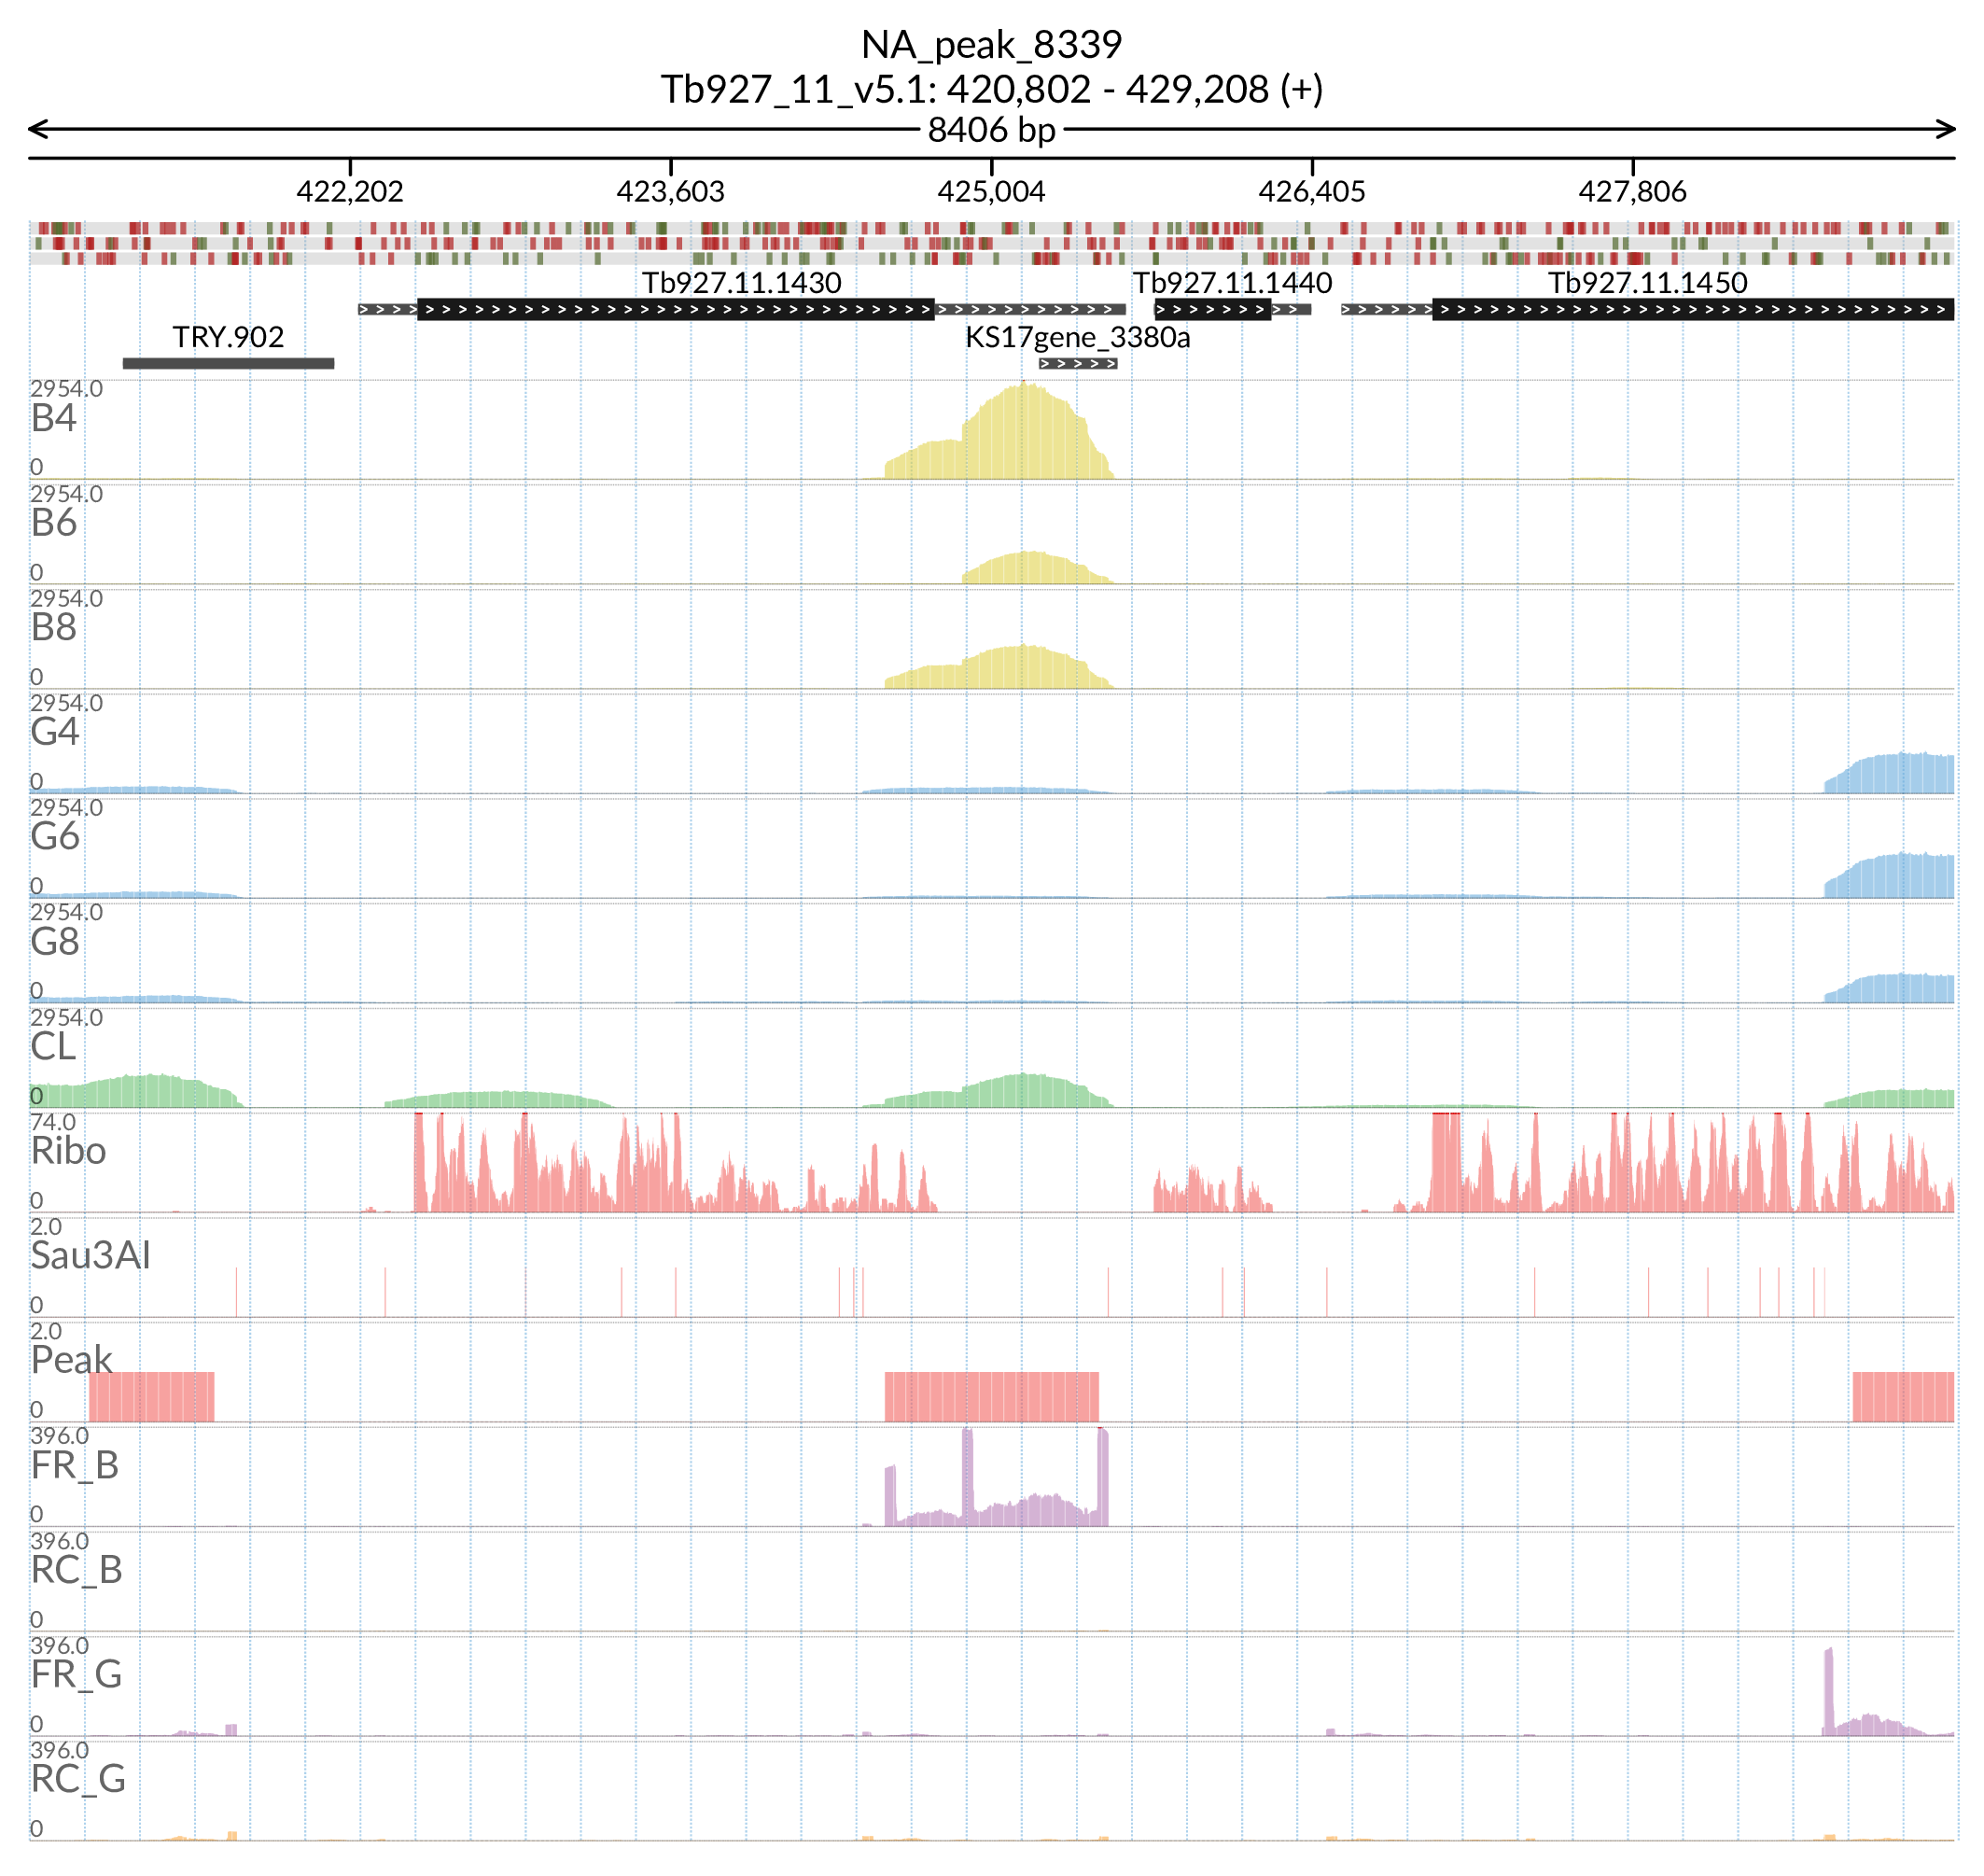 NA_peak_8339
Tb927_11_v5.1: 420,802 - 429,208 (+)
8406 bp
422,202 423,603 425,004 426,405 427,806
Tb927.11.1430 Tb927.11.1440 Tb927.11.1450
TRY.902 KS17gene_3380a
2954.0
B4
0
2954.0
B6
0
2954.0
B8
0
2954.0
G4
0
2954.0
G6
0
2954.0
G8
0
2954.0
CL
0
74.0
Ribo
0
2.0
Sau3AI
0
2.0
Peak
0
396.0
FR_B
0
396.0
RC_B
0
396.0
FR_G
0
396.0
RC_G
0